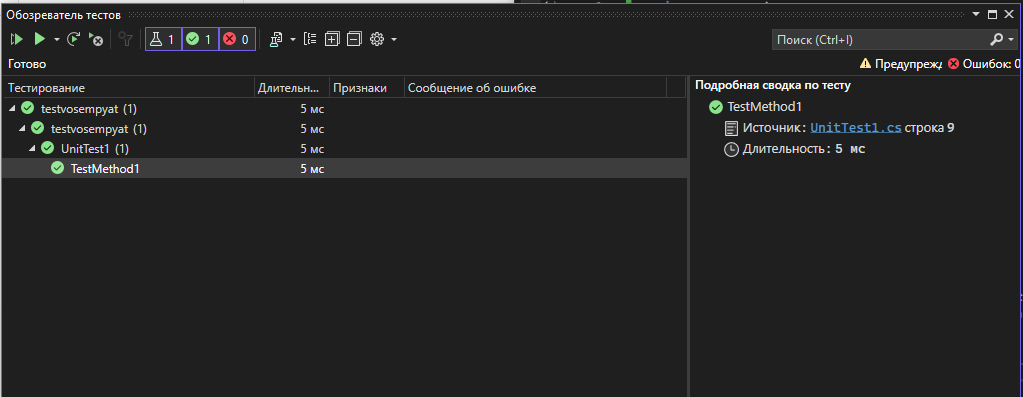 Обозреватель тестов
1 1 0 Поиск (Ctrl+I)
Готово Предупрежд Ошибок: 0
Тестирование Длительн... Признаки Сообщение об ошибке
testvosempyat (1) 5 мс
testvosempyat (1) 5 мс
UnitTest1 (1) 5 мс
TestMethod1 5 мс
Подробная сводка по тесту
TestMethod1
Источник: UnitTest1.cs строка 9
Длительность: 5 мс